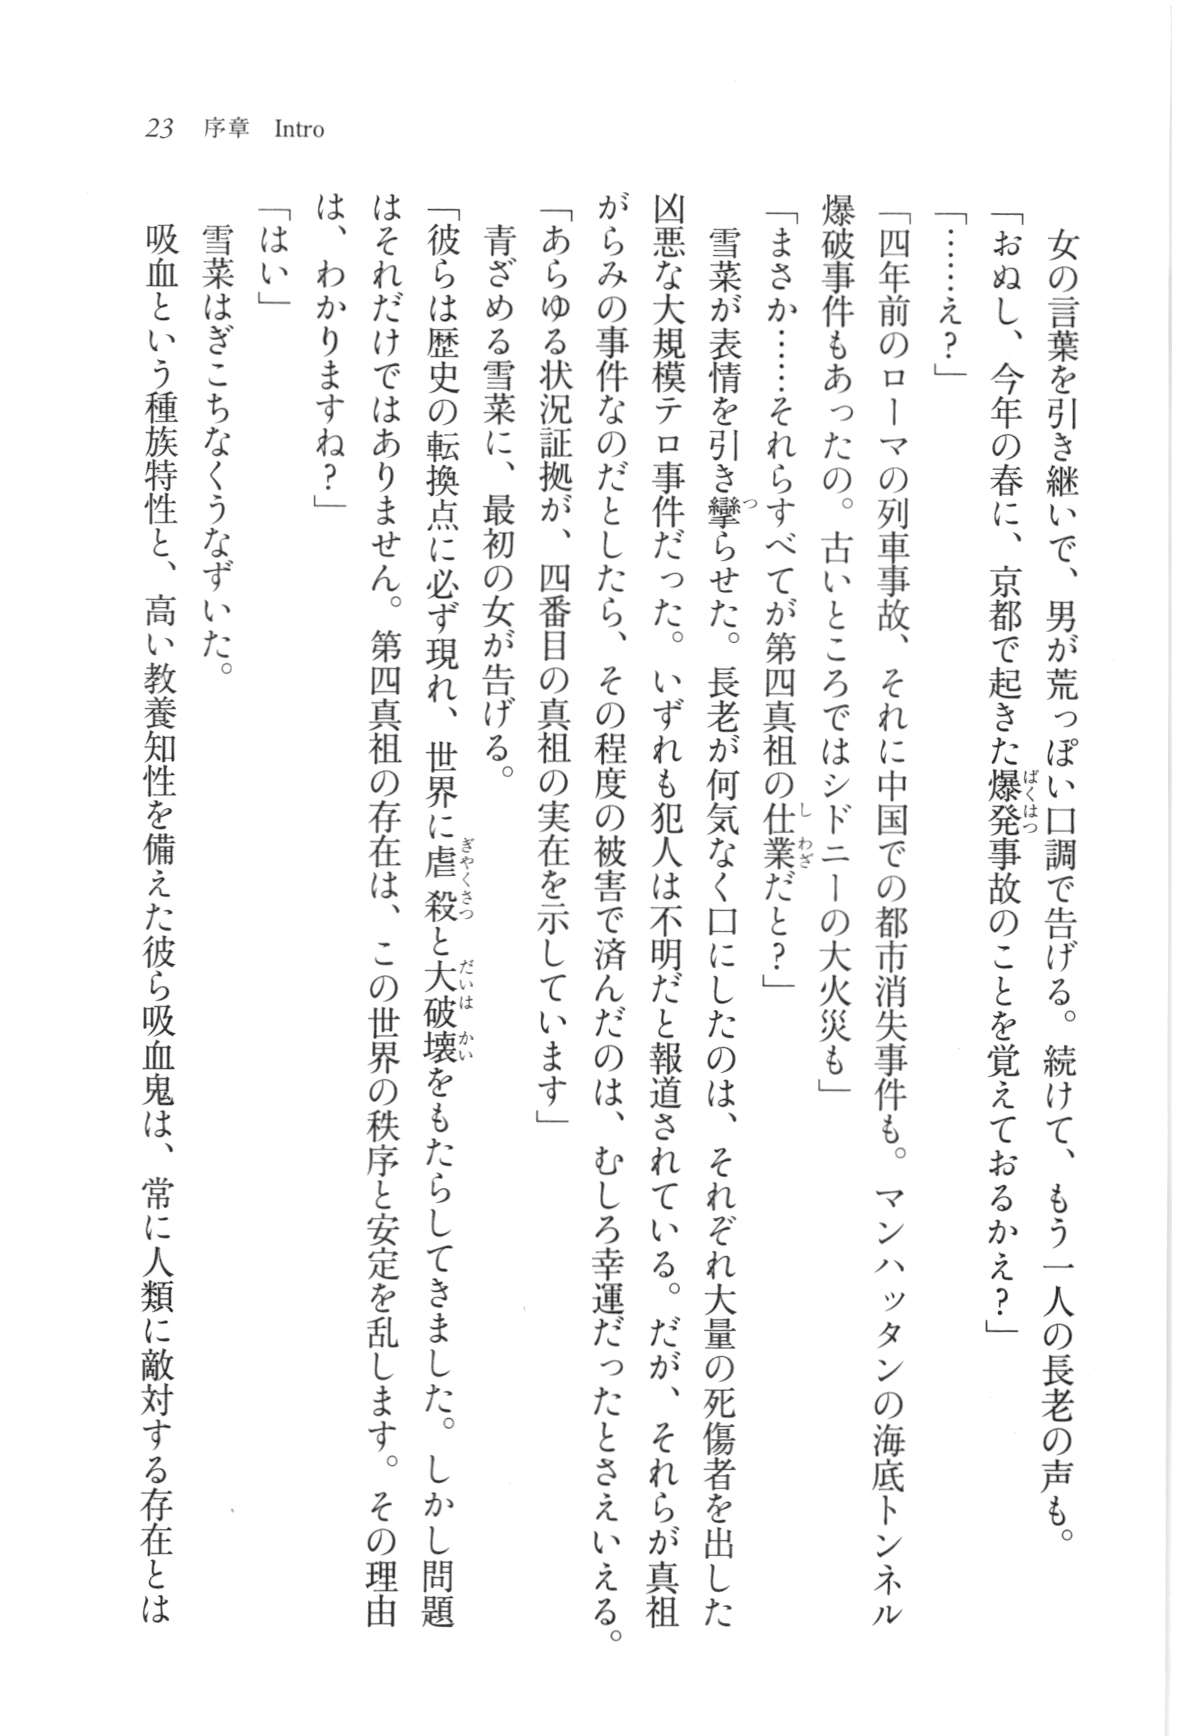 23 序章 Intro
女の言葉を引き継いで、男が荒っぽい口調で告げる。続けて、もう一人の長老の声も。
「おぬし、今年の春に、京都で起きた爆発事故のことを覚えておるかえ？」
「……え？」
「四年前のローマの列車事故、それに中国での都市消失事件も。マンハッタンの海底トンネル
爆破事件もあったの。古いところではシドニーの大火災も」
「まさか……それらすべてが第四真祖の仕業だと？」
雪菜が表情を引き攣らせた。長老が何気なく口にしたのは、それぞれ大量の死傷者を出した
凶悪な大規模テロ事件だった。いずれも犯人は不明だと報道されている。だが、それらが真祖
がらみの事件なのだとしたら、その程度の被害で済んだのは、むしろ幸運だったとさえいえる。
「あらゆる状況証拠が、四番目の真祖の実在を示しています」
青ざめる雪菜に、最初の女が告げる。
「彼らは歴史の転換点に必ず現れ、世界に虐殺と大破壊をもたらしてきました。しかし問題
はそれだけではありません。第四真祖の存在は、この世界の秩序と安定を乱します。その理由
は、わかりますね？」
「はい」
雪菜はぎこちなくうなずいた。
吸血という種族特性と、高い教養知性を備えた彼ら吸血鬼は、常に人類に敵対する存在とは